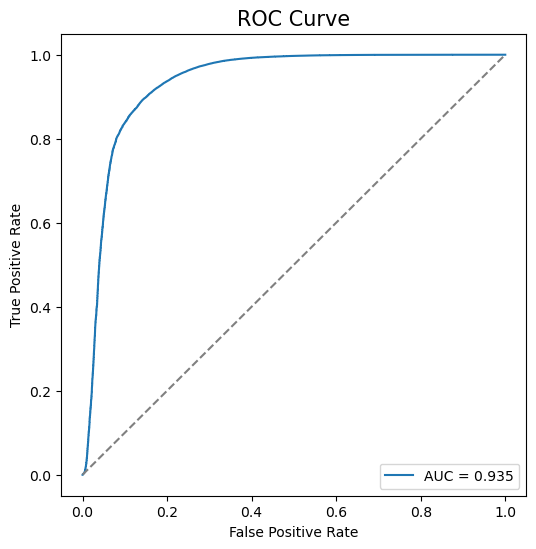 ROC Curve
1.0
0.8
0.6
0.4
0.2
0.0
True Positive Rate
AUC = 0.935
0.0 0.2 0.4 0.6 0.8 1.0
False Positive Rate